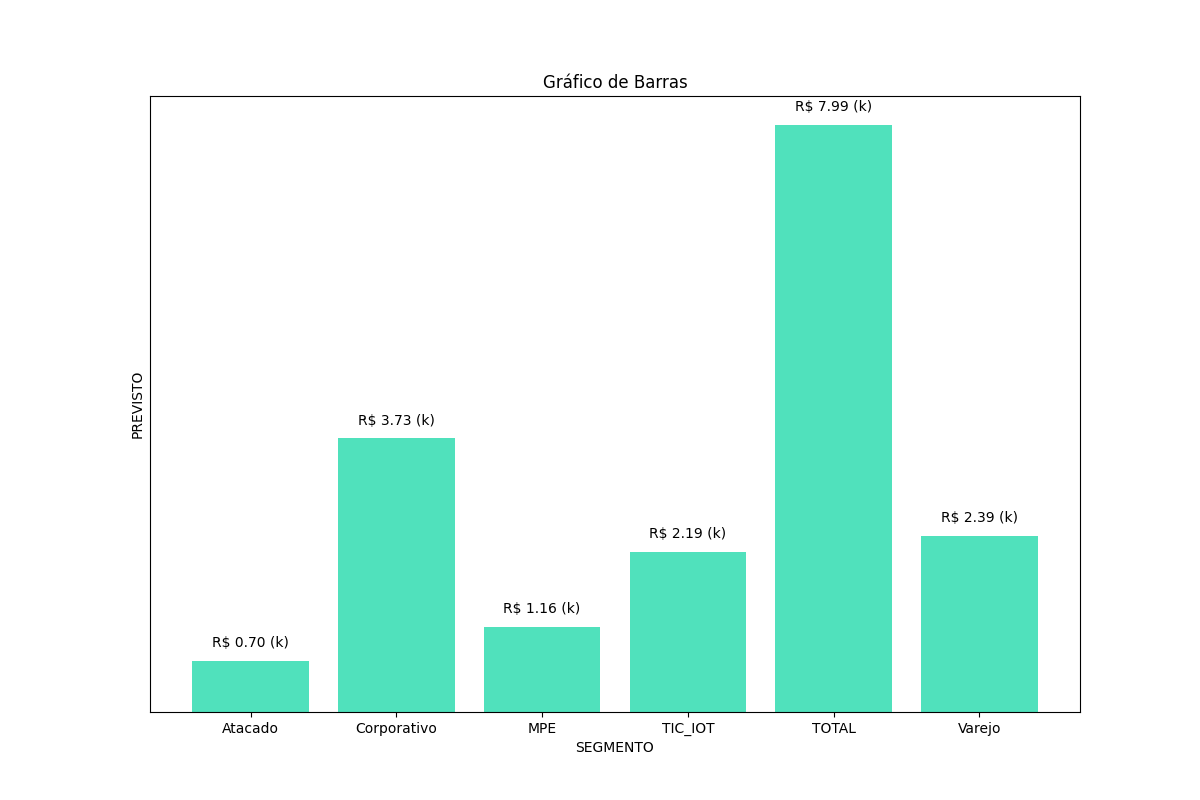 Gráfico de Barras
R$ 7.99 (k)
R$ 3.73 (k)
R$ 2.39 (k)
R$ 2.19 (k)
R$ 1.16 (k)
R$ 0.70 (k)
PREVISTO
Atacado Corporativo MPE TIC_IOT TOTAL Varejo
SEGMENTO